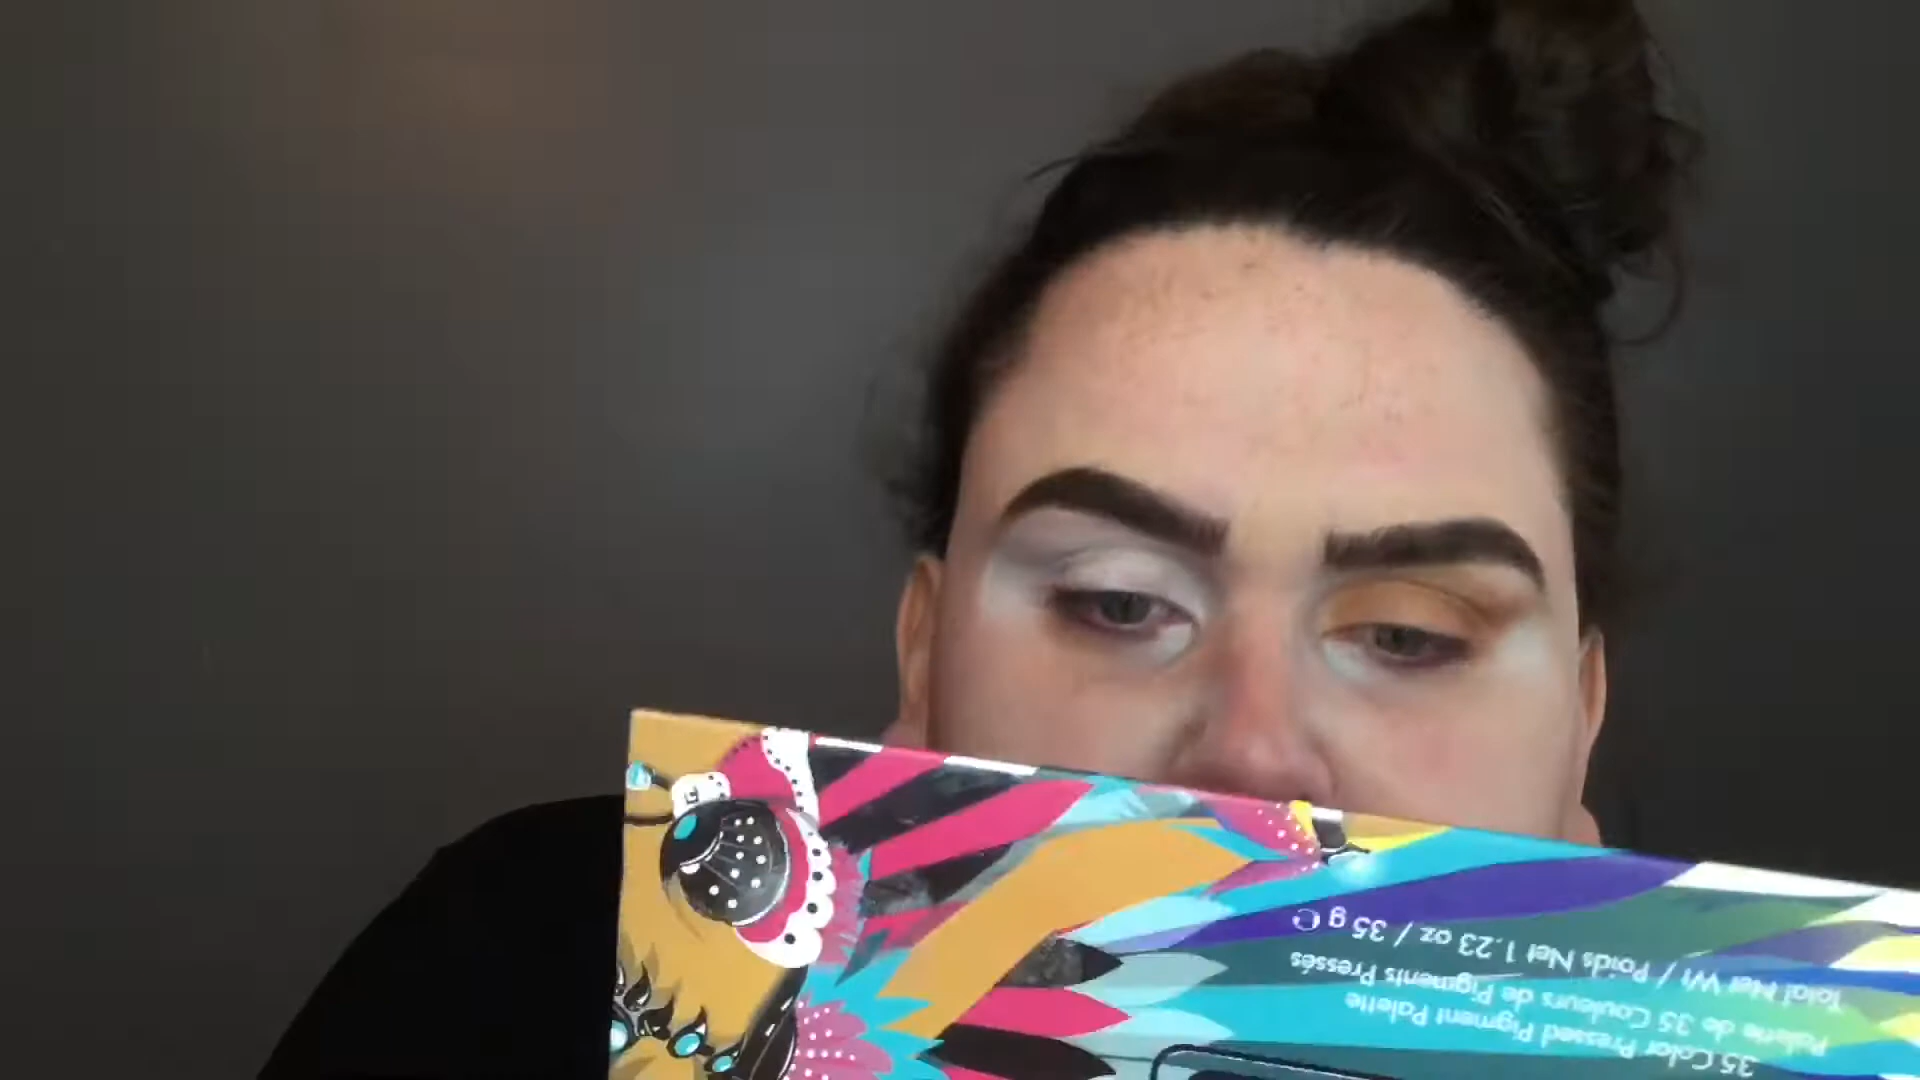 35 Color Pressed Pigment Palette
Palette de 35 Couleurs de Pigments Pressés
Total Net Wt / Poids Net 1.23 oz / 35 g ℮